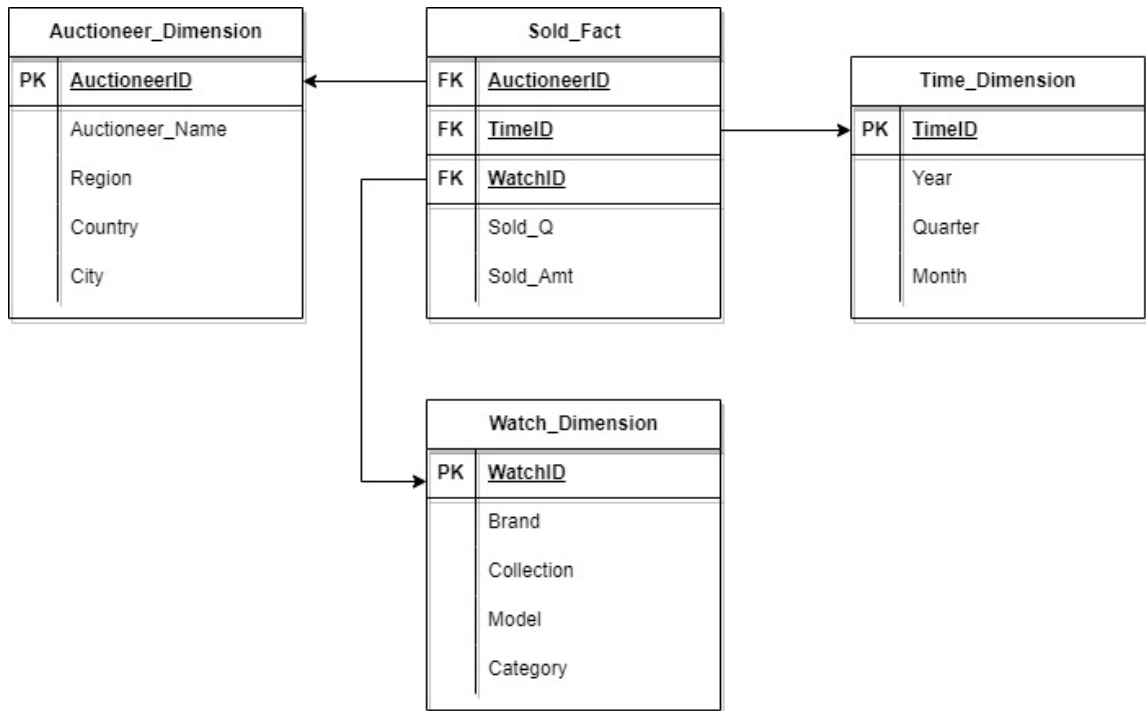 Auctioneer_Dimension
PK AuctioneerID
Auctioneer_Name
Region
Country
City
Sold_Fact
FK AuctioneerID
FK TimeID
FK WatchID
Sold_Q
Sold_Amt
Time_Dimension
PK TimeID
Year
Quarter
Month
Watch_Dimension
PK WatchID
Brand
Collection
Model
Category